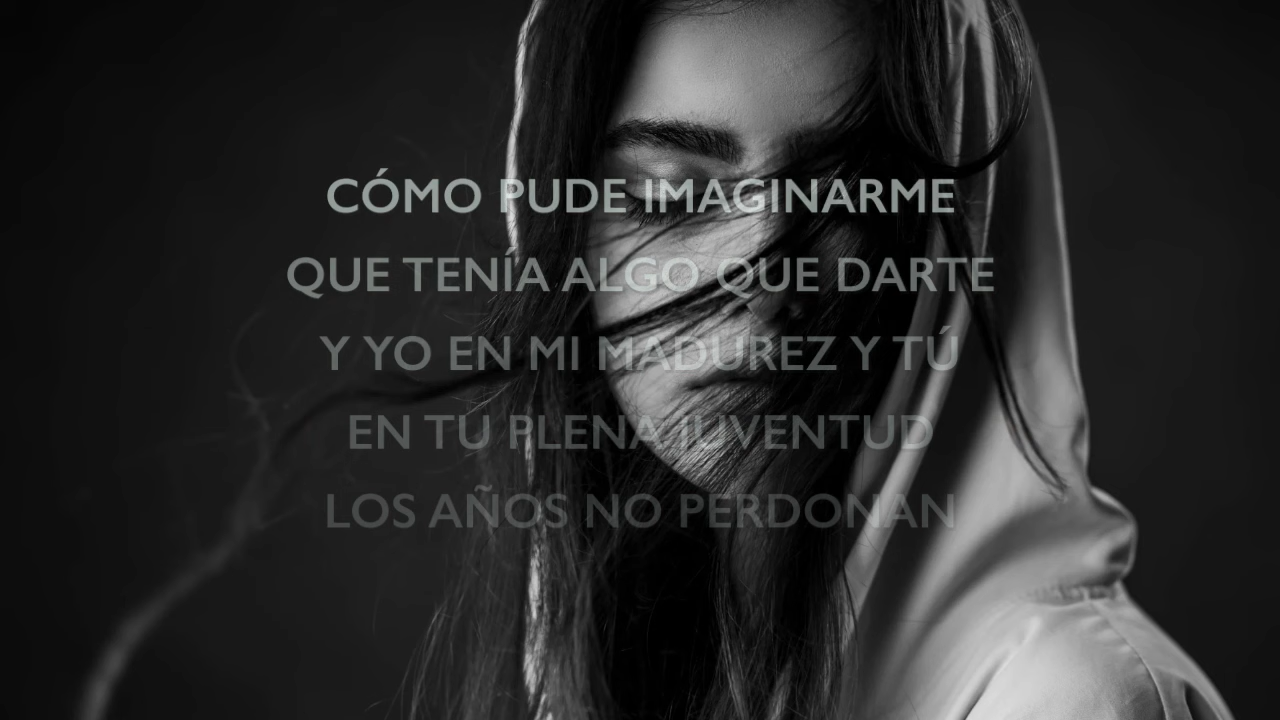 CÓMO PUDE IMAGINARME
QUE TENÍA ALGO QUE DARTE
Y YO EN MI MADUREZ Y TÚ
EN TU PLENA JUVENTUD
LOS AÑOS NO PERDONAN